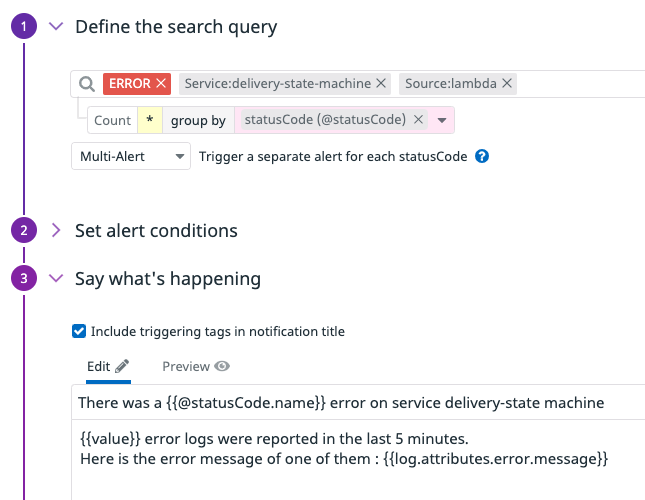 1 Define the search query
ERROR × Service:delivery-state-machine × Source:lambda ×
Count * group by statusCode (@statusCode) ×
Multi-Alert Trigger a separate alert for each statusCode ?
2 Set alert conditions
3 Say what's happening
Include triggering tags in notification title
Edit Preview
There was a {{@statusCode.name}} error on service delivery-state machine
{{value}} error logs were reported in the last 5 minutes.
Here is the error message of one of them : {{log.attributes.error.message}}